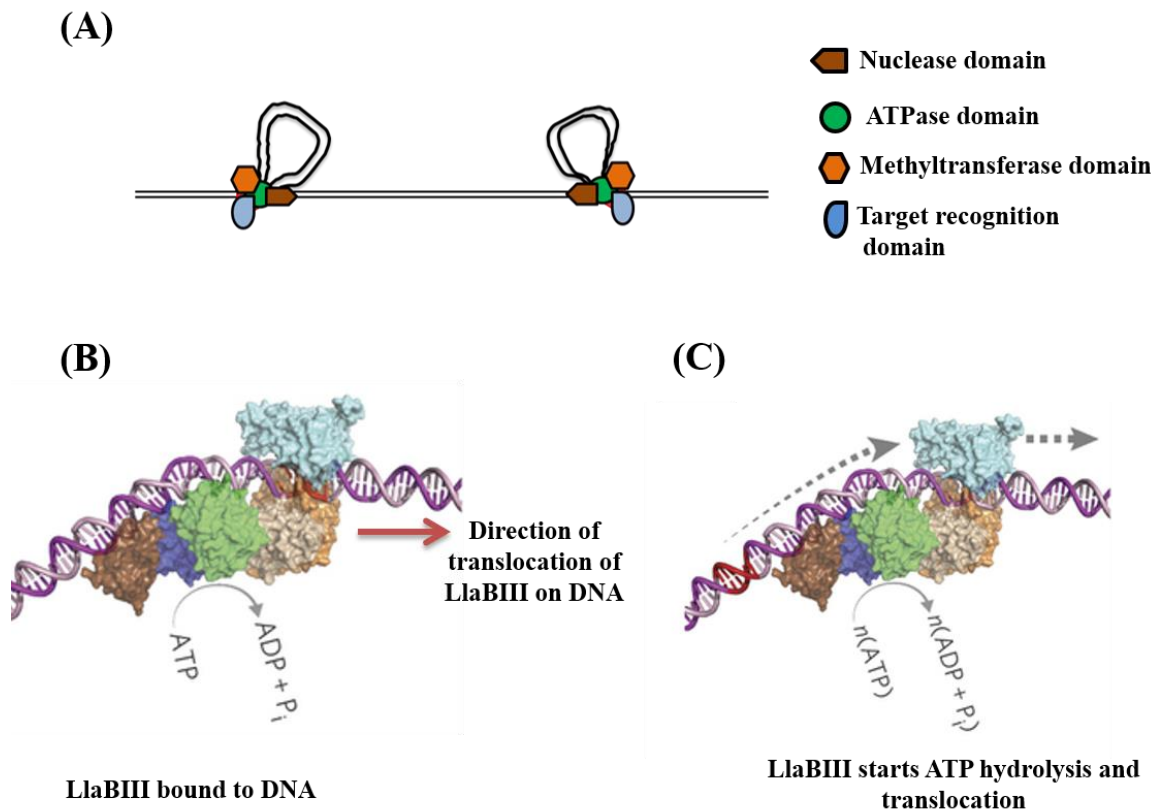 (A)
Nuclease domain
ATPase domain
Methyltransferase domain
Target recognition
domain
(B)
ATP
ADP + Pi
Direction of
translocation of
LlaBIII on DNA
LlaBIII bound to DNA
(C)
n(ATP)
n(ADP + Pi)
LlaBIII starts ATP hydrolysis and
translocation